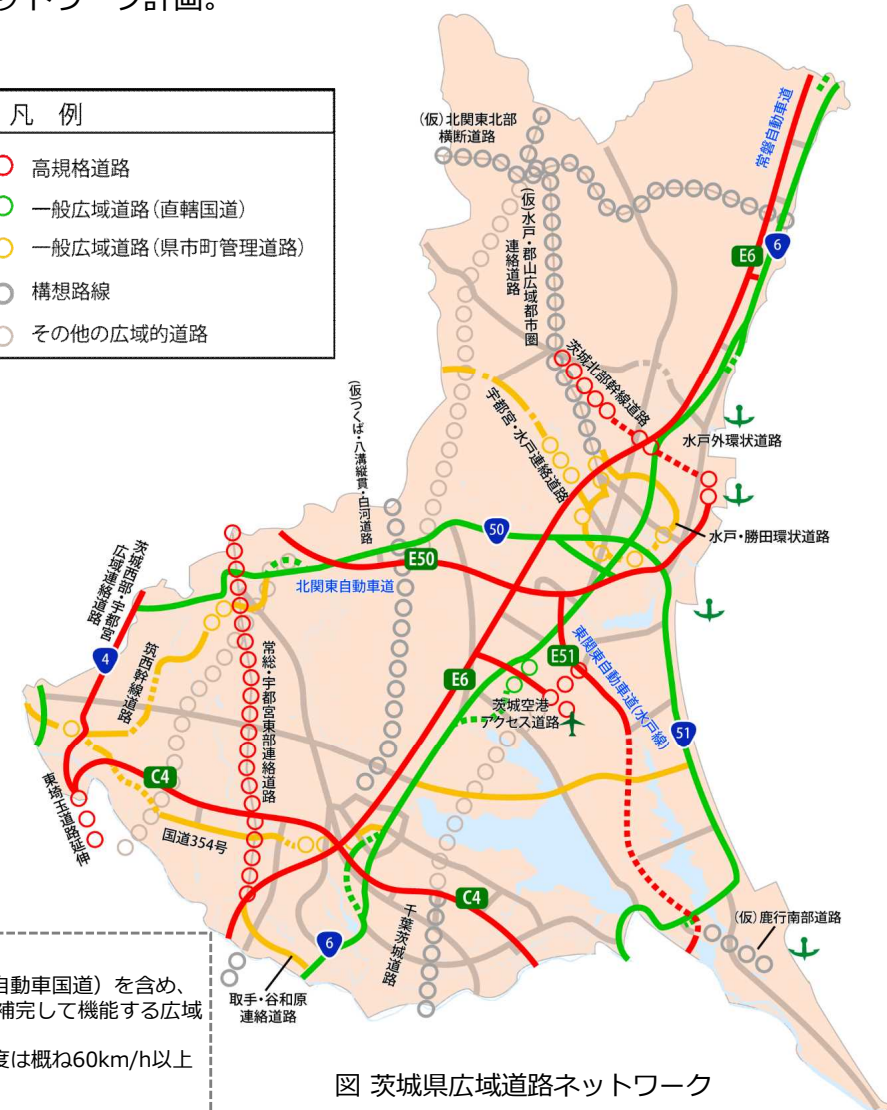 ットワーク計画。
凡 例
高規格道路
一般広域道路(直轄国道)
一般広域道路(県市町管理道路)
構想路線
その他の広域的道路
(仮)北関東北部
横断道路
常磐自動車道
6
E6
(仮)水戸・郡山広域都市圏
連絡道路
茨城北部幹線道路
宇都宮・水戸連絡道路
水戸外環状道路
水戸・勝田環状道路
(仮)つくば・八溝縦貫・白河道路
50
E50
北関東自動車道
茨城西部・宇都宮
広域連絡道路
4
筑西幹線道路
常総・宇都宮東部連絡道路
E6
E51
東関東自動車道(水戸線)
茨城空港
アクセス道路
51
C4
東埼玉道路延伸
国道354号
C4
千葉茨城道路
(仮)鹿行南部道路
6
取手・谷和原
連絡道路
自動車国道）を含め、
補完して機能する広域
度は概ね60km/h以上
図 茨城県広域道路ネットワーク